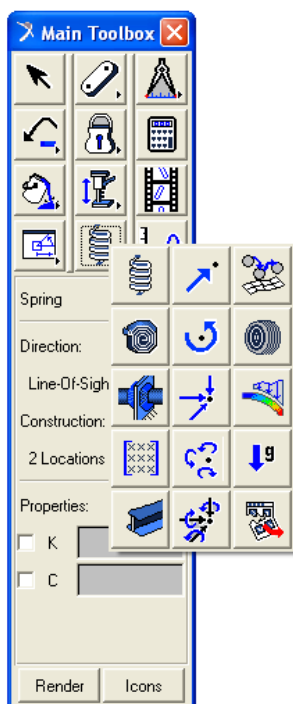 Main Toolbox
Spring
Direction:
Line-Of-Sigh
Construction:
2 Locations
g
Properties:
K
C
Render
Icons